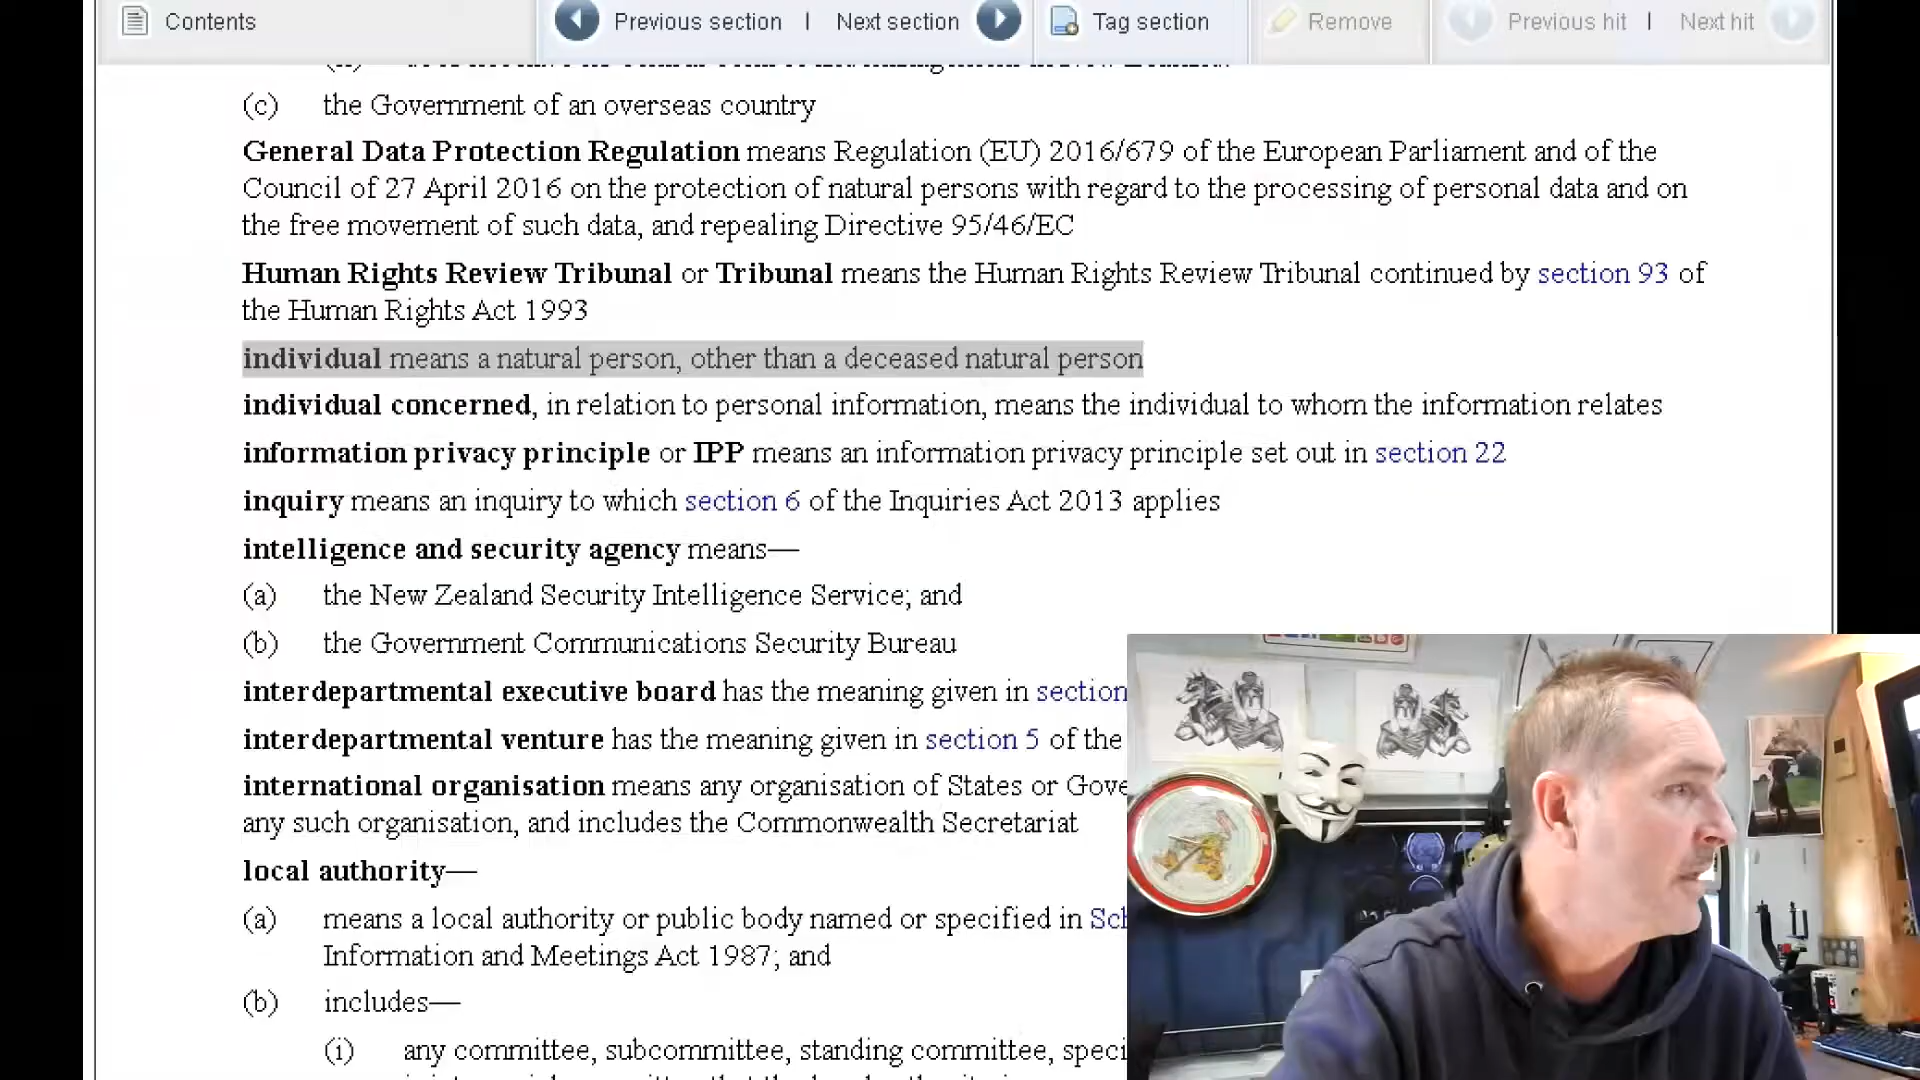 Contents
Previous section | Next section
Tag section
Remove
Previous hit | Next hit
(c) the Government of an overseas country
General Data Protection Regulation means Regulation (EU) 2016/679 of the European Parliament and of the
Council of 27 April 2016 on the protection of natural persons with regard to the processing of personal data and on
the free movement of such data, and repealing Directive 95/46/EC
Human Rights Review Tribunal or Tribunal means the Human Rights Review Tribunal continued by section 93 of
the Human Rights Act 1993
individual means a natural person, other than a deceased natural person
individual concerned, in relation to personal information, means the individual to whom the information relates
information privacy principle or IPP means an information privacy principle set out in section 22
inquiry means an inquiry to which section 6 of the Inquiries Act 2013 applies
intelligence and security agency means—
(a) the New Zealand Security Intelligence Service; and
(b) the Government Communications Security Bureau
interdepartmental executive board has the meaning given in section
interdepartmental venture has the meaning given in section 5 of the
international organisation means any organisation of States or Gove
any such organisation, and includes the Commonwealth Secretariat
local authority—
(a) means a local authority or public body named or specified in Sch
Information and Meetings Act 1987; and
(b) includes—
(i) any committee, subcommittee, standing committee, speci